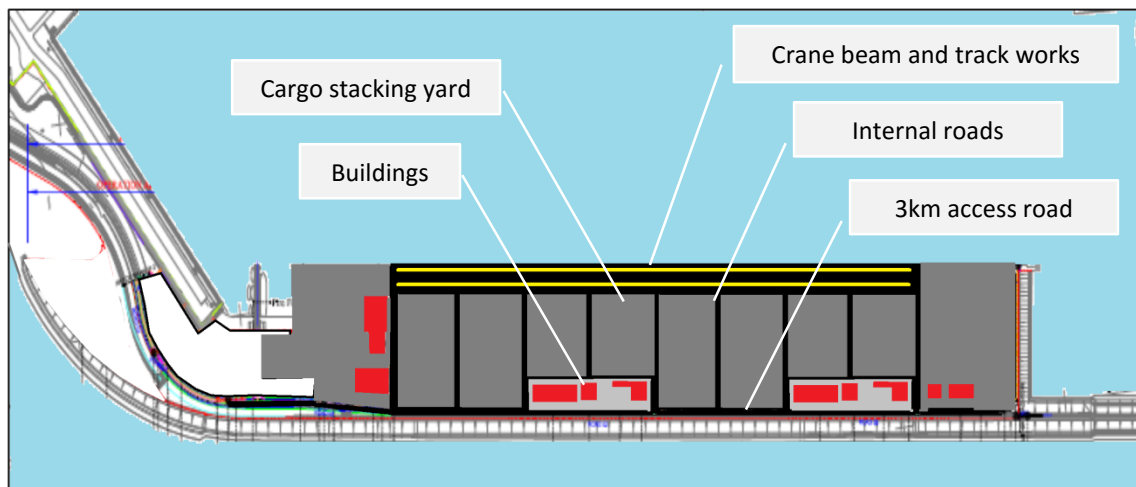 Crane beam and track works
Cargo stacking yard
Internal roads
Buildings
3km access road